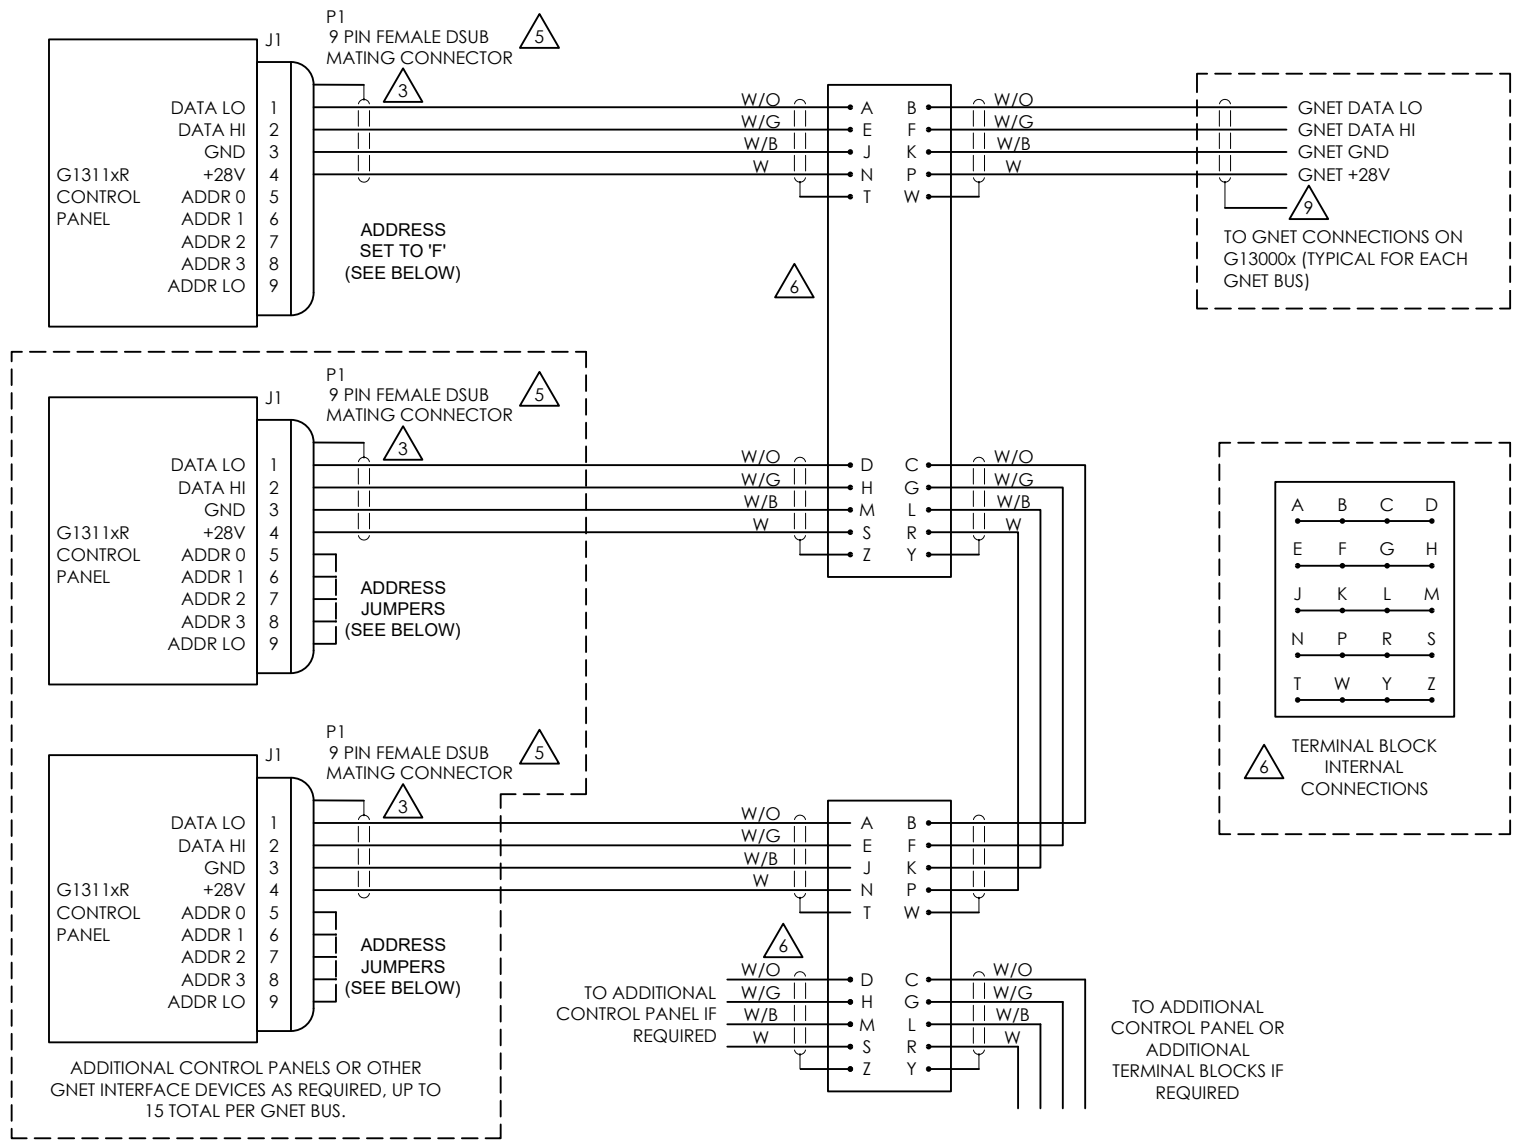 P1
9 PIN FEMALE DSUB
MATING CONNECTOR
5
J1
3
DATA LO 1
DATA HI 2
GND 3
+28V 4
ADDR 0 5
ADDR 1 6
ADDR 2 7
ADDR 3 8
ADDR LO 9
G1311xR
CONTROL
PANEL
ADDRESS
SET TO 'F'
(SEE BELOW)
W/O A B W/O
W/G E F W/G
W/B J K W/B
W N P W
T W
6
GNET DATA LO
GNET DATA HI
GNET GND
GNET +28V
9
TO GNET CONNECTIONS ON
G13000x (TYPICAL FOR EACH
GNET BUS)
P1
9 PIN FEMALE DSUB
MATING CONNECTOR
5
J1
3
DATA LO 1
DATA HI 2
GND 3
+28V 4
ADDR 0 5
ADDR 1 6
ADDR 2 7
ADDR 3 8
ADDR LO 9
G1311xR
CONTROL
PANEL
ADDRESS
JUMPERS
(SEE BELOW)
W/O D C W/O
W/G H G W/G
W/B M L W/B
W S R W
Z Y
A B C D
E F G H
J K L M
N P R S
T W Y Z
6
TERMINAL BLOCK
INTERNAL
CONNECTIONS
P1
9 PIN FEMALE DSUB
MATING CONNECTOR
5
J1
3
DATA LO 1
DATA HI 2
GND 3
+28V 4
ADDR 0 5
ADDR 1 6
ADDR 2 7
ADDR 3 8
ADDR LO 9
G1311xR
CONTROL
PANEL
ADDRESS
JUMPERS
(SEE BELOW)
W/O A B
W/G E F
W/B J K
W N P
T W
6
W/O D C W/O
W/G H G W/G
W/B M L W/B
W S R W
Z Y
TO ADDITIONAL
CONTROL PANEL IF
REQUIRED
TO ADDITIONAL
CONTROL PANEL OR
ADDITIONAL
TERMINAL BLOCKS IF
REQUIRED
ADDITIONAL CONTROL PANELS OR OTHER
GNET INTERFACE DEVICES AS REQUIRED, UP TO
15 TOTAL PER GNET BUS.